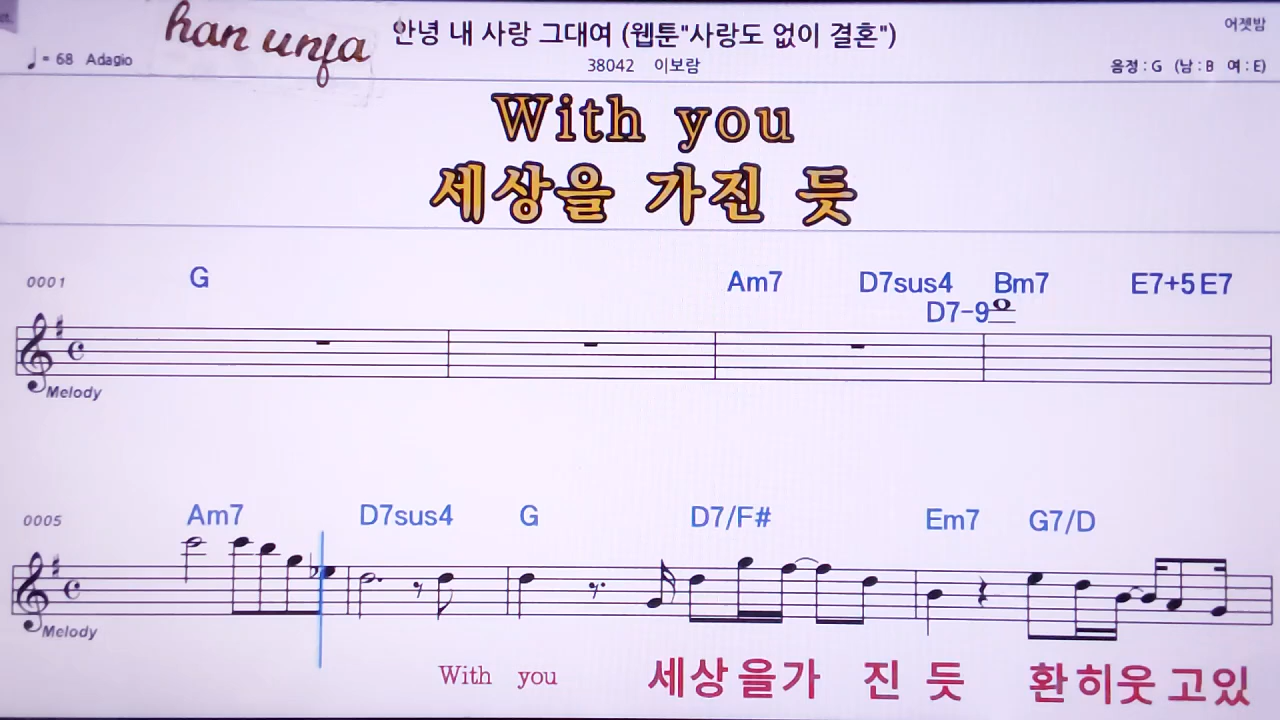 han unja
안녕 내 사랑 그대여 (웹툰"사랑도 없이 결혼")
어젯밤
♩= 68 Adagio
38042 이보람
음정 : G (남 : B 여 : E)
With you
세상을 가진 듯
0001 G Am7 D7sus4 Bm7 E7+5 E7
D7-9
Melody
0005 Am7 D7sus4 G D7/F# Em7 G7/D
Melody
With you 세상 을가 진 듯 환히웃 고있